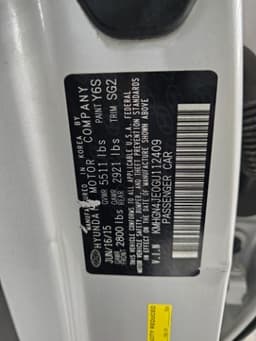 MANUFACTURED IN KOREA BY
HYUNDAI MOTOR COMPANY
JUN/16/15
GVWR 5511 lbs
PAINT Y6S
GAWR FRONT 2800 lbs
GAWR REAR 2921 lbs
TRIM SG2
THIS VEHICLE CONFORMS TO ALL APPLICABLE U.S.A. FEDERAL
MOTOR VEHICLE SAFETY, BUMPER, AND THEFT PREVENTION STANDARDS
IN EFFECT ON THE DATE OF MANUFACTURE SHOWN ABOVE.
V.I.N
PASSENGER CAR